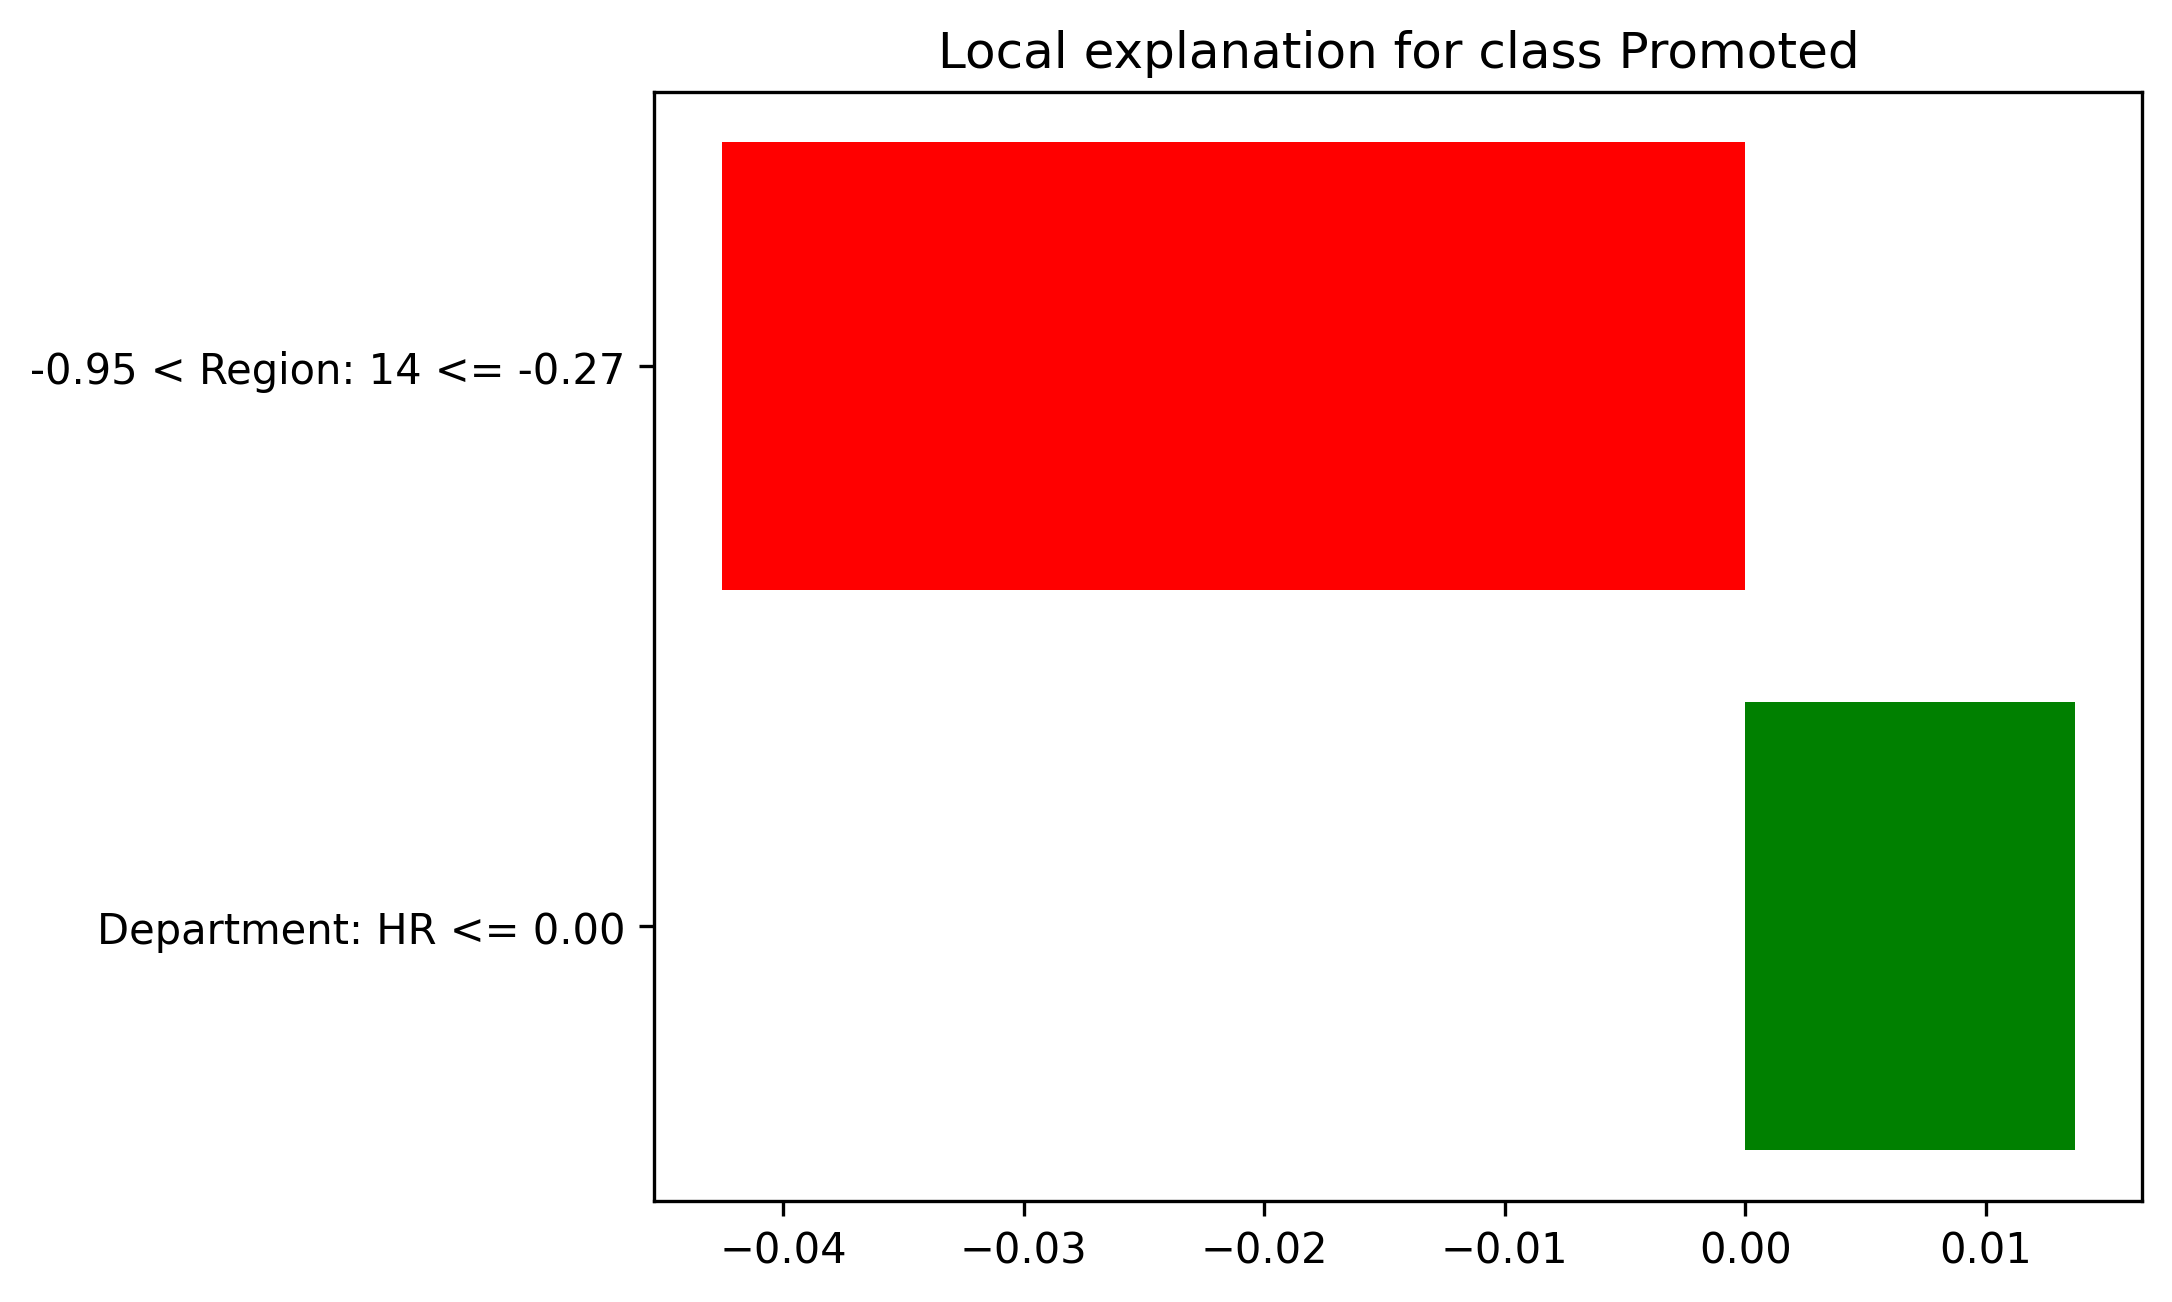 Local explanation for class Promoted
-0.95 < Region: 14 <= -0.27
Department: HR <= 0.00
−0.04 −0.03 −0.02 −0.01 0.00 0.01